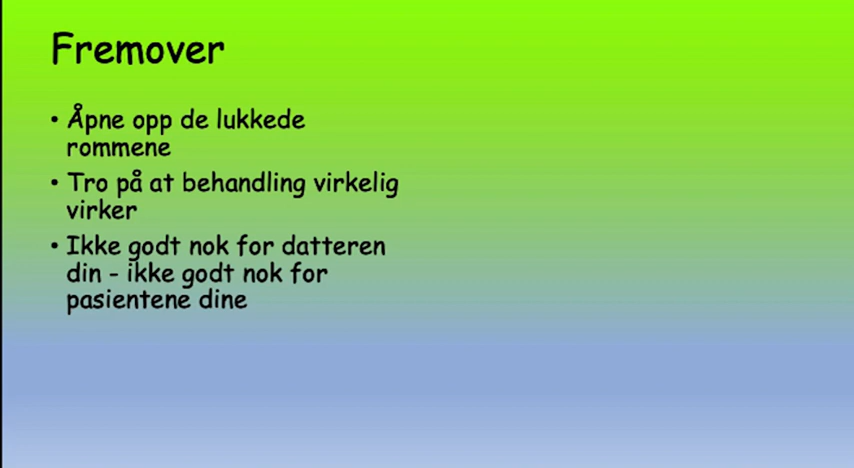 Fremover
• Åpne opp de lukkede
rommene
• Tro på at behandling virkelig
virker
• Ikke godt nok for datteren
din - ikke godt nok for
pasientene dine